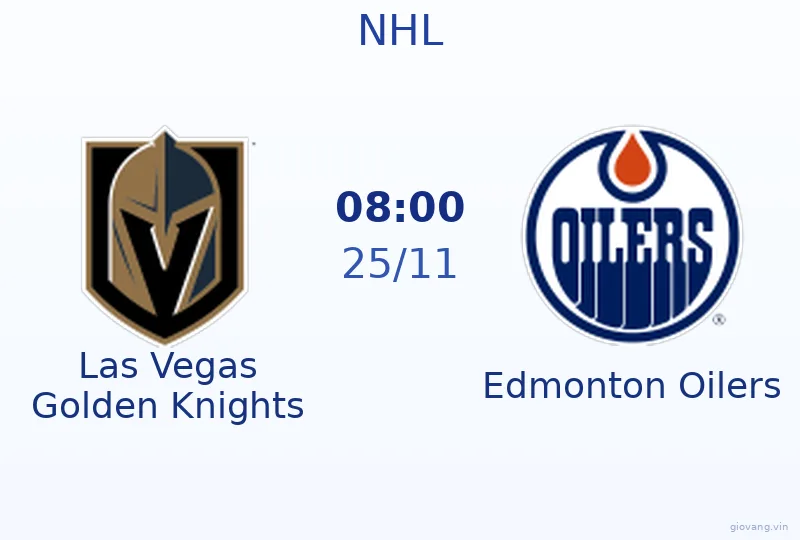 NHL
08:00
25/11
OILERS
®
Las Vegas
Golden Knights
Edmonton Oilers
giovang.vin